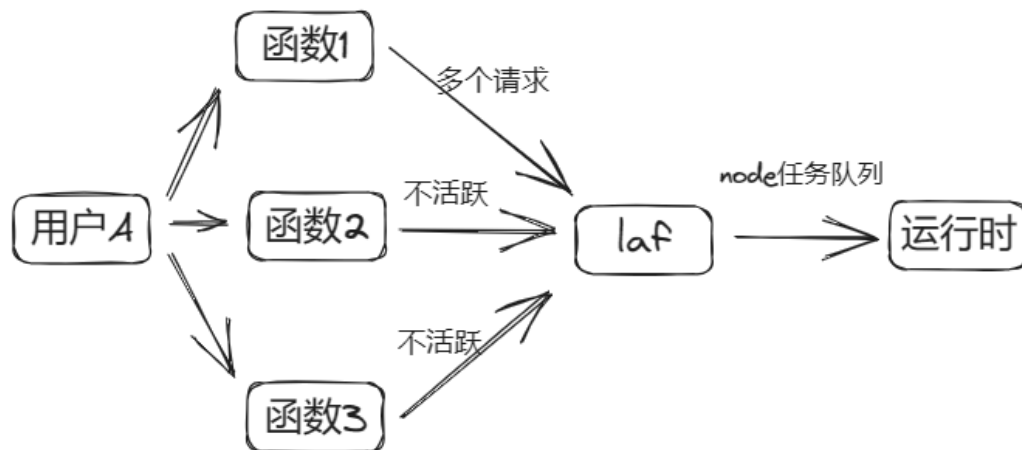 函数1
多个请求
用户A
函数2
不活跃
laf
node任务队列
运行时
不活跃
函数3